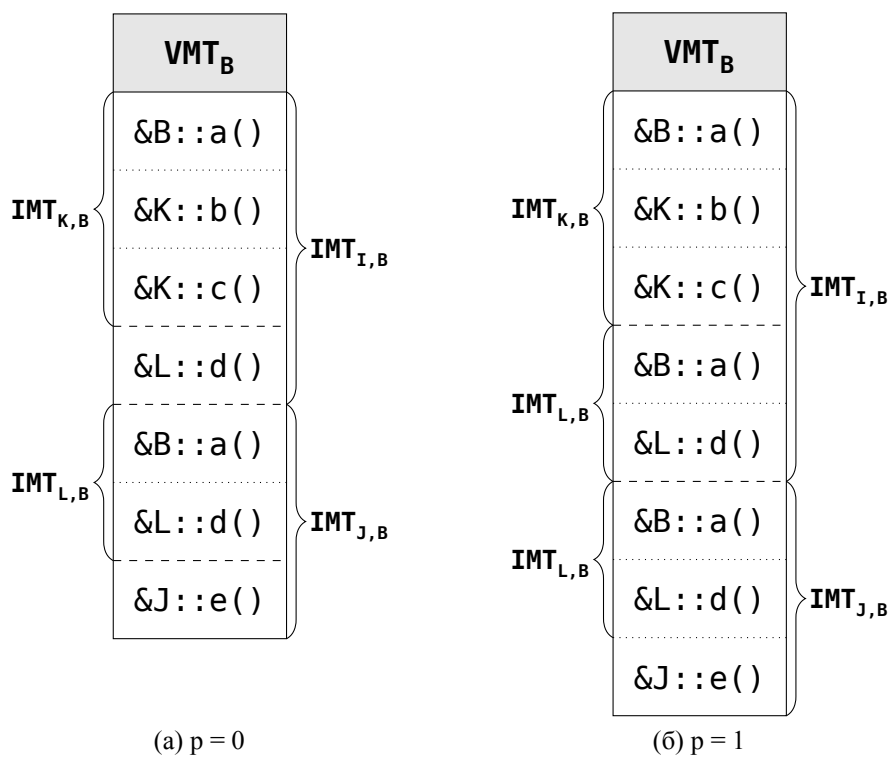 VMT_B
&B::a()
&K::b()
&K::c()
&L::d()
&B::a()
&L::d()
&J::e()
IMT_K,B
IMT_L,B
IMT_I,B
IMT_J,B
(а) p = 0
VMT_B
&B::a()
&K::b()
&K::c()
&B::a()
&L::d()
&B::a()
&L::d()
&J::e()
IMT_K,B
IMT_L,B
IMT_L,B
IMT_I,B
IMT_J,B
(б) p = 1